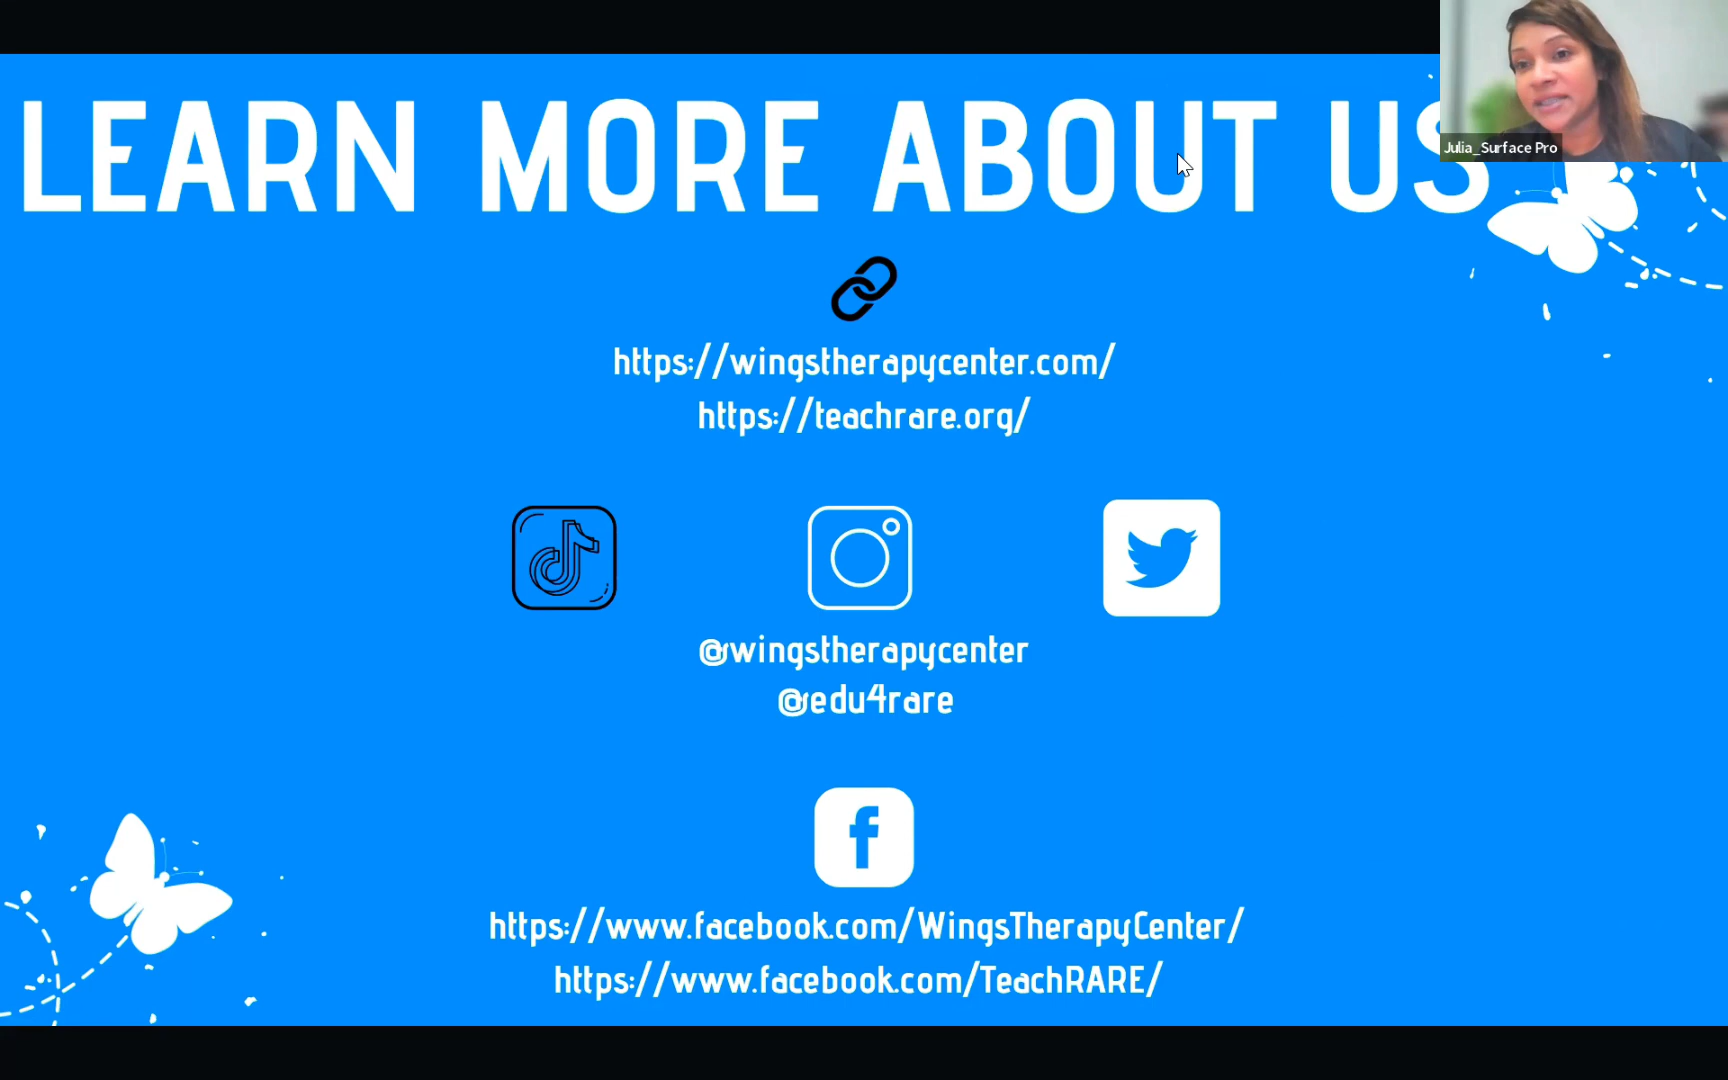 LEARN MORE ABOUT US
Julia_Surface Pro
https://wingstherapycenter.com/
https://teachrare.org/
@wingstherapycenter
@edu4rare
f
https://www.facebook.com/WingsTherapyCenter/
https://www.facebook.com/TeachRARE/